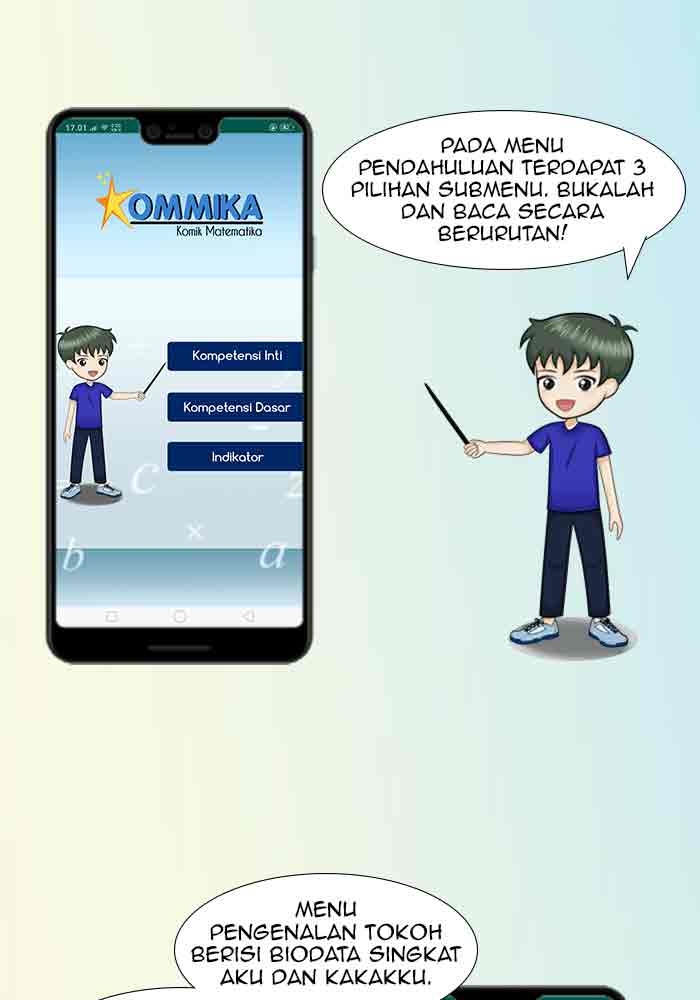 17.01
KOMMIKA
Komik Matematika
Kompetensi Inti
Kompetensi Dasar
Indikator
c
z
x
b
a
PADA MENU
PENDAHULUAN TERDAPAT 3
PILIHAN SUBMENU. BUKALAH
DAN BACA SECARA
BERURUTAN!
MENU
PENGENALAN TOKOH
BERISI BIODATA SINGKAT
AKU DAN KAKAKKU.